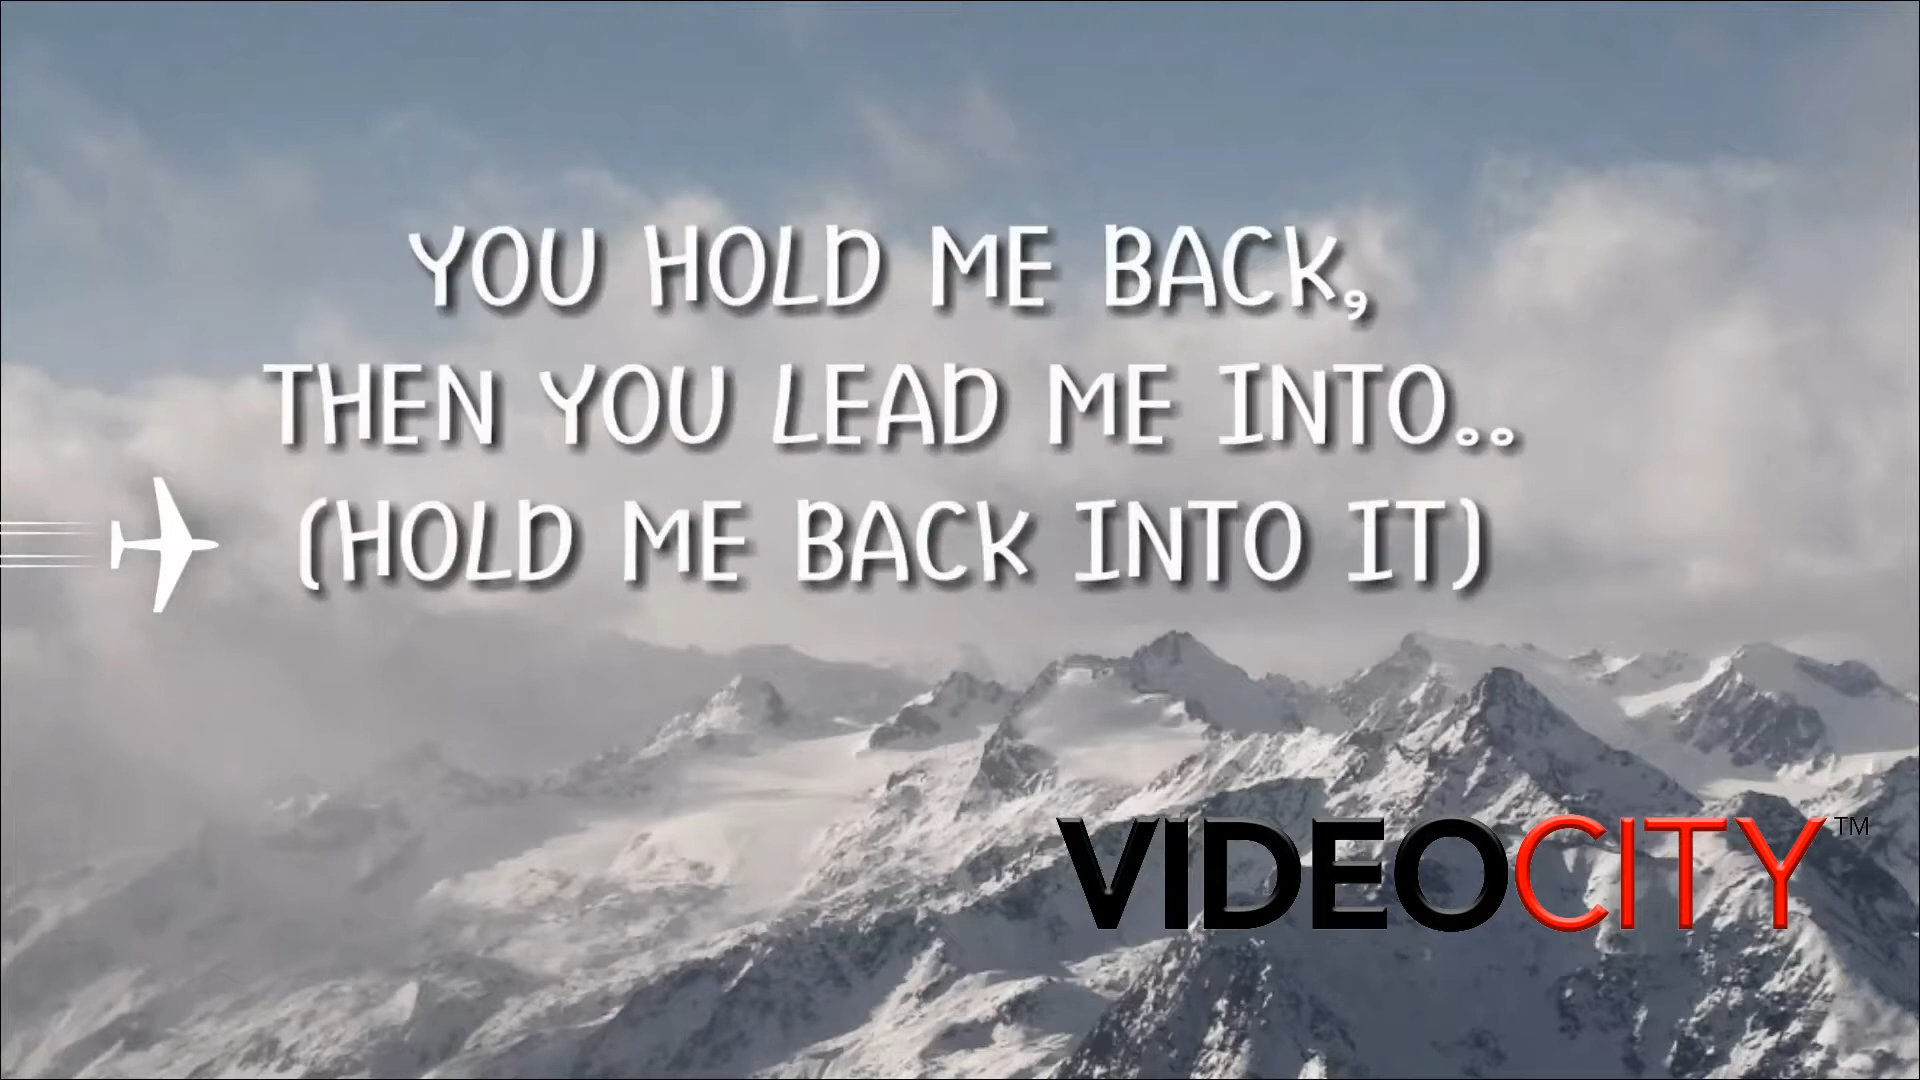 YOU HOLD ME BACK,
THEN YOU LEAD ME INTO..
(HOLD ME BACK INTO IT)
VIDEOCITY™